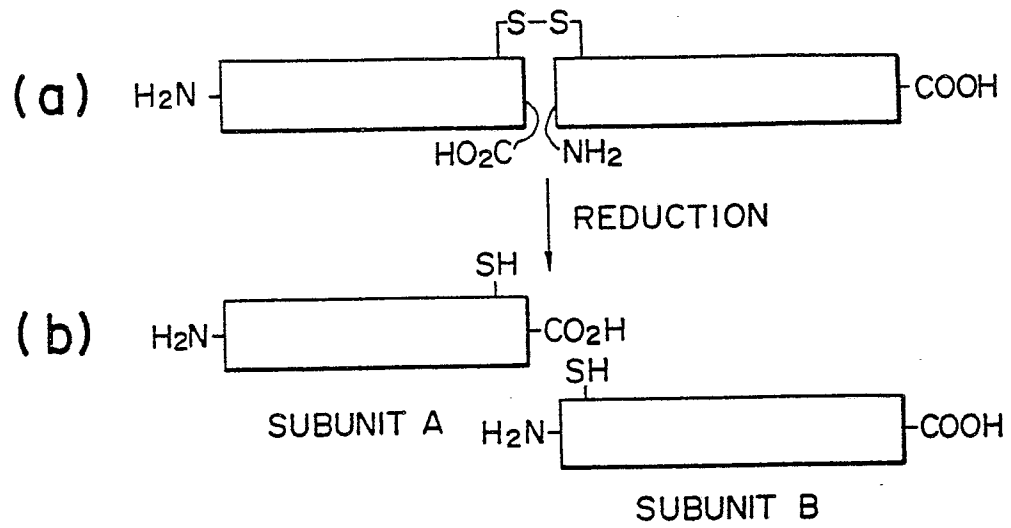 S-S
(a) H2N COOH
HO2C NH2
REDUCTION
SH
(b) H2N CO2H
SH
SUBUNIT A H2N COOH
SUBUNIT B